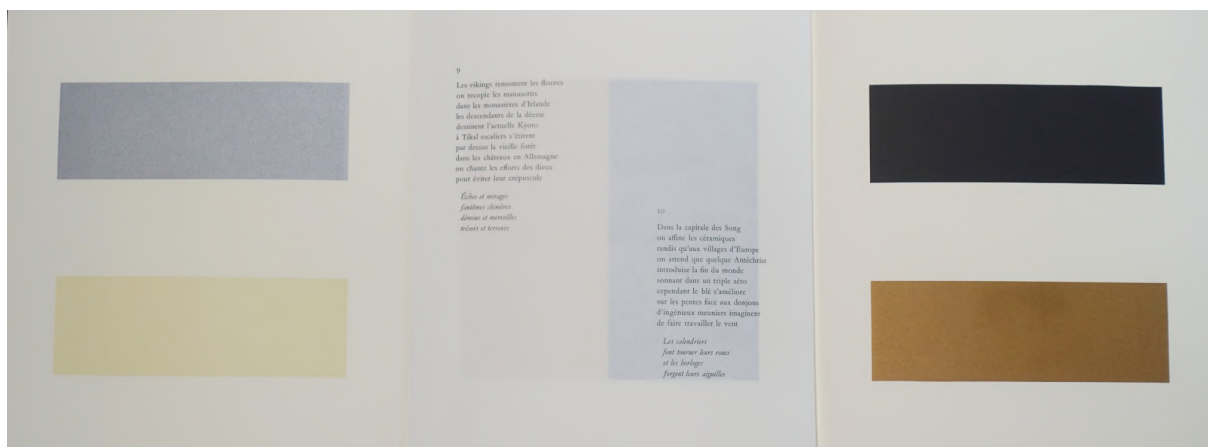 9
Les vikings remontent les fleuves
on recopie les manuscrits
dans les monastères d'Irlande
les descendants de la déesse
dessinent l'actuelle Kyoto
à Tikal escaliers s'étirent
par dessus la vieille forêt
dans les châteaux en Allemagne
on chante les efforts des dieux
pour éviter leur crépuscule
Échos et mirages
fantômes chimères
démons et merveilles
trésors et terreurs
10
Dans la capitale des Song
on affine les céramiques
tandis qu'aux villages d'Europe
on attend que quelque Antéchrist
introduise la fin du monde
sonnant dans un triple zéro
cependant le blé s'améliore
sur les pentes face aux donjons
d'ingénieux meuniers imaginent
de faire travailler le vent
Les calendriers
font tourner leurs roues
et les horloges
forgent leurs aiguilles